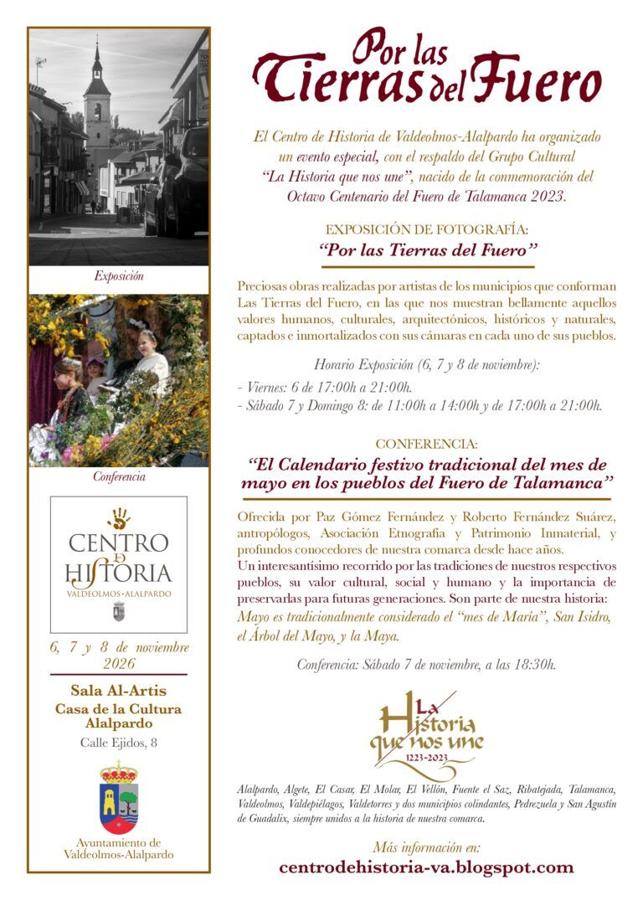 Por las
Tierras del Fuero
El Centro de Historia de Valdeolmos-Alalpardo ha organizado
un evento especial, con el respaldo del Grupo Cultural
“La Historia que nos une”, nacido de la conmemoración del
Octavo Centenario del Fuero de Talamanca 2023.
EXPOSICIÓN DE FOTOGRAFÍA:
“Por las Tierras del Fuero”
Preciosas obras realizadas por artistas de los municipios que conforman
Las Tierras del Fuero, en las que nos muestran bellamente aquellos
valores humanos, culturales, arquitectónicos, históricos y naturales,
captados e inmortalizados con sus cámaras en cada uno de sus pueblos.
Horario Exposición (6, 7 y 8 de noviembre):
- Viernes: 6 de 17:00h a 21:00h.
- Sábado 7 y Domingo 8: de 11:00h a 14:00h y de 17:00h a 21:00h.
CONFERENCIA:
“El Calendario festivo tradicional del mes de
mayo en los pueblos del Fuero de Talamanca”
Ofrecida por Paz Gómez Fernández y Roberto Fernández Suárez,
antropólogos, Asociación Etnografía y Patrimonio Inmaterial, y
profundos conocedores de nuestra comarca desde hace años.
Un interesantísimo recorrido por las tradiciones de nuestros respectivos
pueblos, su valor cultural, social y humano y la importancia de
preservarlas para futuras generaciones. Son parte de nuestra historia:
Mayo es tradicionalmente considerado el “mes de María”, San Isidro,
el Árbol del Mayo, y la Maya.
Conferencia: Sábado 7 de noviembre, a las 18:30h.
La
Historia
que nos une
1223-2023
Alalpardo, Algete, El Casar, El Molar, El Vellón, Fuente el Saz, Ribatejada, Talamanca,
Valdeolmos, Valdepiélagos, Valdetorres y dos municipios colindantes, Pedrezuela y San Agustín
de Guadalix, siempre unidos a la historia de nuestra comarca.
Más información en:
centrodehistoria-va.blogspot.com
Exposición
Conferencia
CENTRO
DE
HISTORIA
VALDEOLMOS·ALALPARDO
6, 7 y 8 de noviembre
2026
Sala Al-Artis
Casa de la Cultura
Alalpardo
Calle Ejidos, 8
Ayuntamiento de
Valdeolmos-Alalpardo